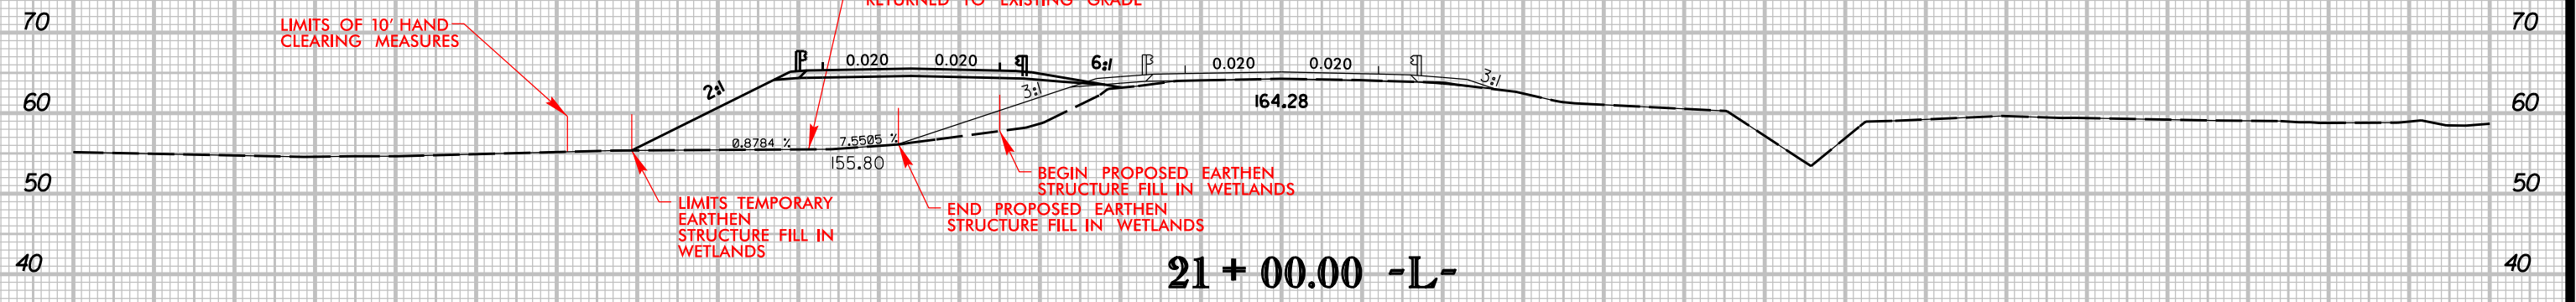 RETURNED TO EXISTING GRADE
70
70
LIMITS OF 10' HAND
CLEARING MEASURES
0.020
0.020
6:1
0.020
0.020
2:1
3:1
3:1
60
60
164.28
0.8784 %
7.5505 %
155.80
BEGIN PROPOSED EARTHEN
STRUCTURE FILL IN WETLANDS
50
50
LIMITS TEMPORARY
EARTHEN
STRUCTURE FILL IN
WETLANDS
END PROPOSED EARTHEN
STRUCTURE FILL IN WETLANDS
40
40
21 + 00.00 -L-